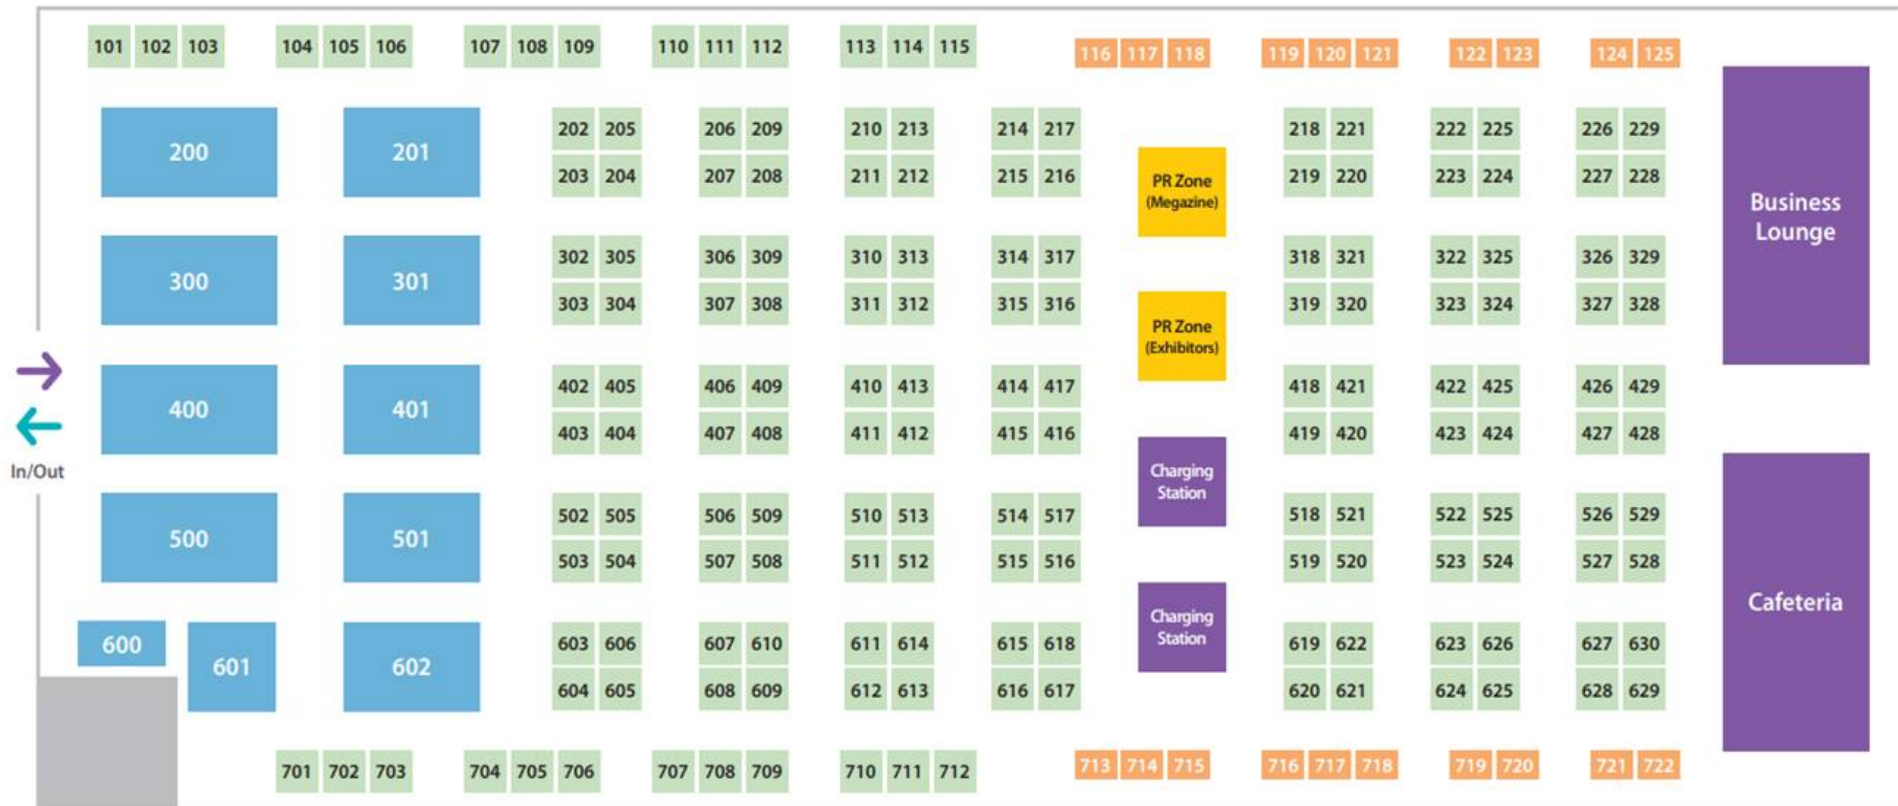 101 102 103 104 105 106 107 108 109 110 111 112 113 114 115 116 117 118 119 120 121 122 123 124 125
202 205 206 209 210 213 214 217 218 221 222 225 226 229
200 201
203 204 207 208 211 212 215 216 219 220 223 224 227 228
PR Zone
(Megazine)
Business
Lounge
302 305 306 309 310 313 314 317 318 321 322 325 326 329
300 301
303 304 307 308 311 312 315 316 319 320 323 324 327 328
PR Zone
(Exhibitors)
402 405 406 409 410 413 414 417 418 421 422 425 426 429
400 401
403 404 407 408 411 412 415 416 419 420 423 424 427 428
In/Out
Charging
Station
502 505 506 509 510 513 514 517 518 521 522 525 526 529
500 501
503 504 507 508 511 512 515 516 519 520 523 524 527 528
Cafeteria
Charging
Station
603 606 607 610 611 614 615 618 619 622 623 626 627 630
600 601 602
604 605 608 609 612 613 616 617 620 621 624 625 628 629
701 702 703 704 705 706 707 708 709 710 711 712 713 714 715 716 717 718 719 720 721 722